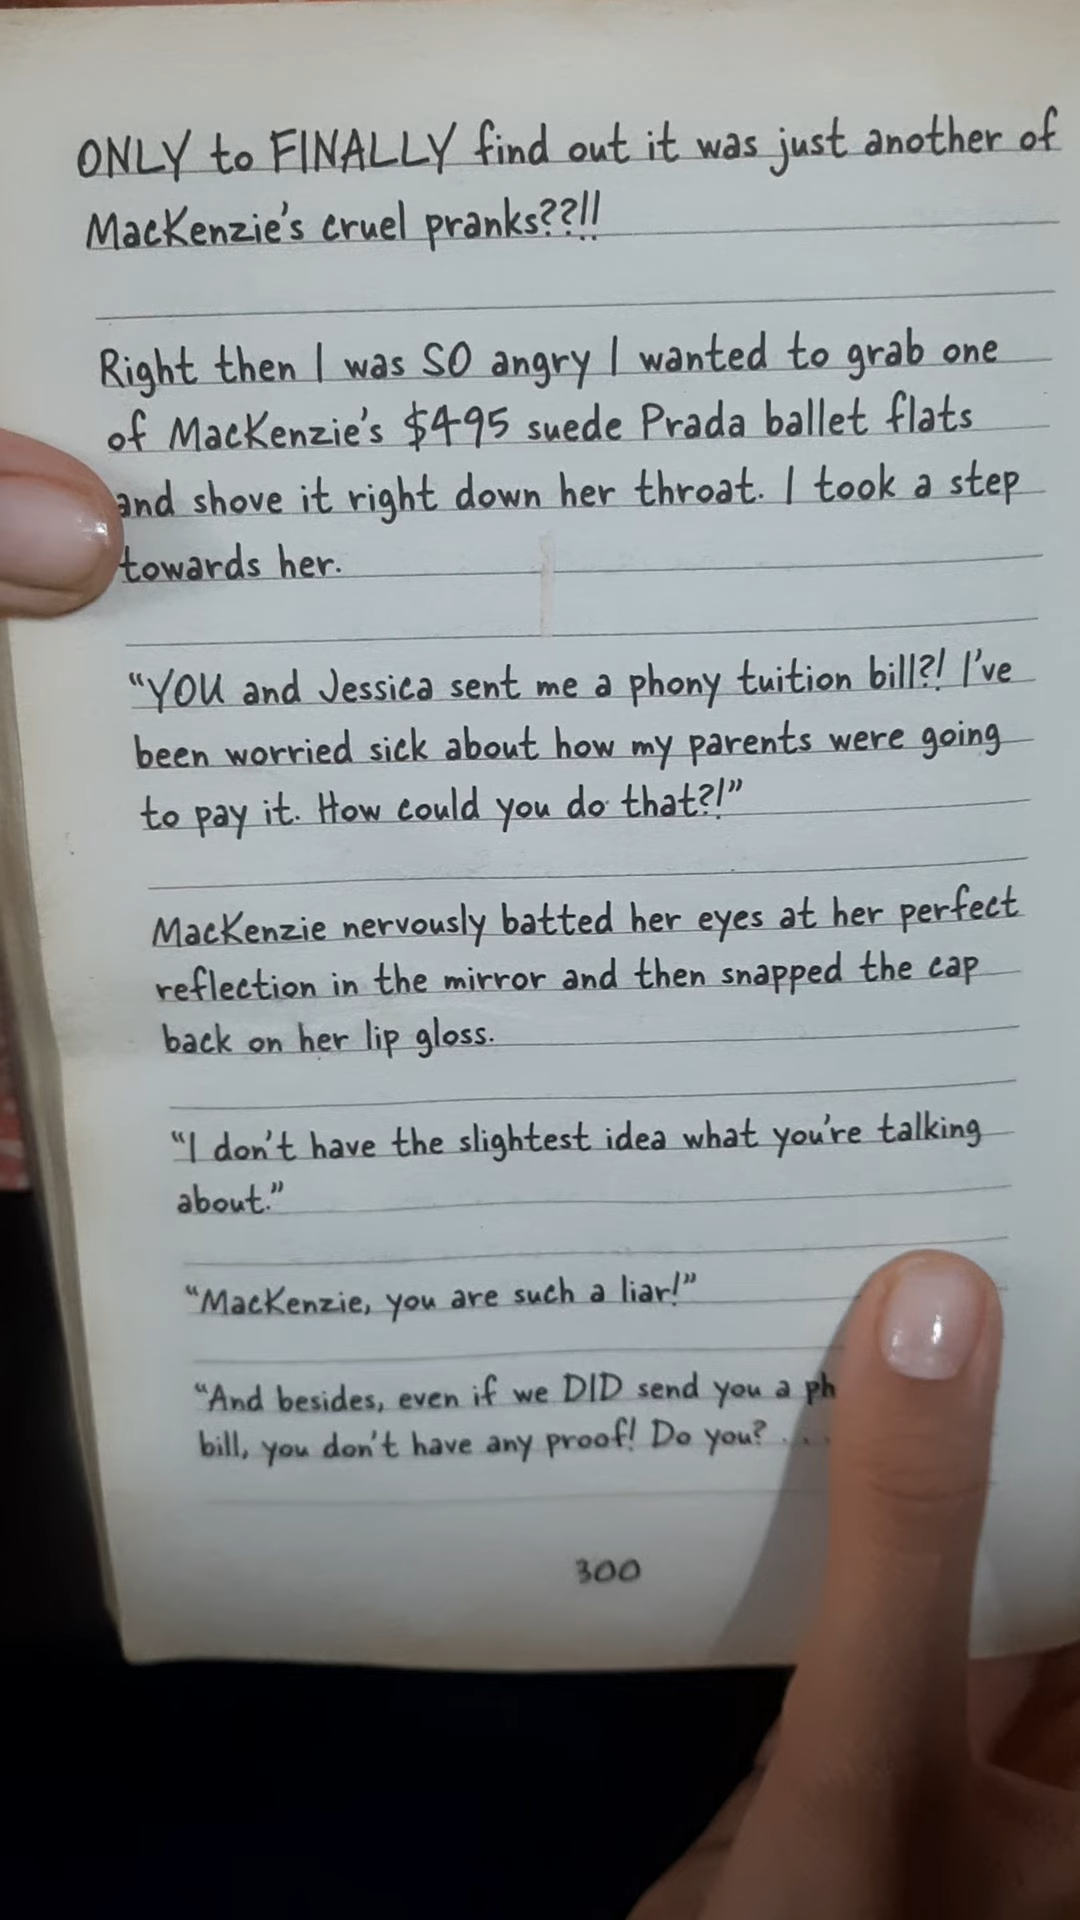 ONLY to FINALLY find out it was just another of
MacKenzie's cruel pranks??!!
Right then I was SO angry I wanted to grab one
of MacKenzie's $495 suede Prada ballet flats
and shove it right down her throat. I took a step
towards her.
“YOU and Jessica sent me a phony tuition bill?! I've
been worried sick about how my parents were going
to pay it. How could you do that?!”
MacKenzie nervously batted her eyes at her perfect
reflection in the mirror and then snapped the cap
back on her lip gloss.
“I don't have the slightest idea what you're talking
about.”
“MacKenzie, you are such a liar!”
“And besides, even if we DID send you a
bill, you don't have any proof! Do you? . . .
300